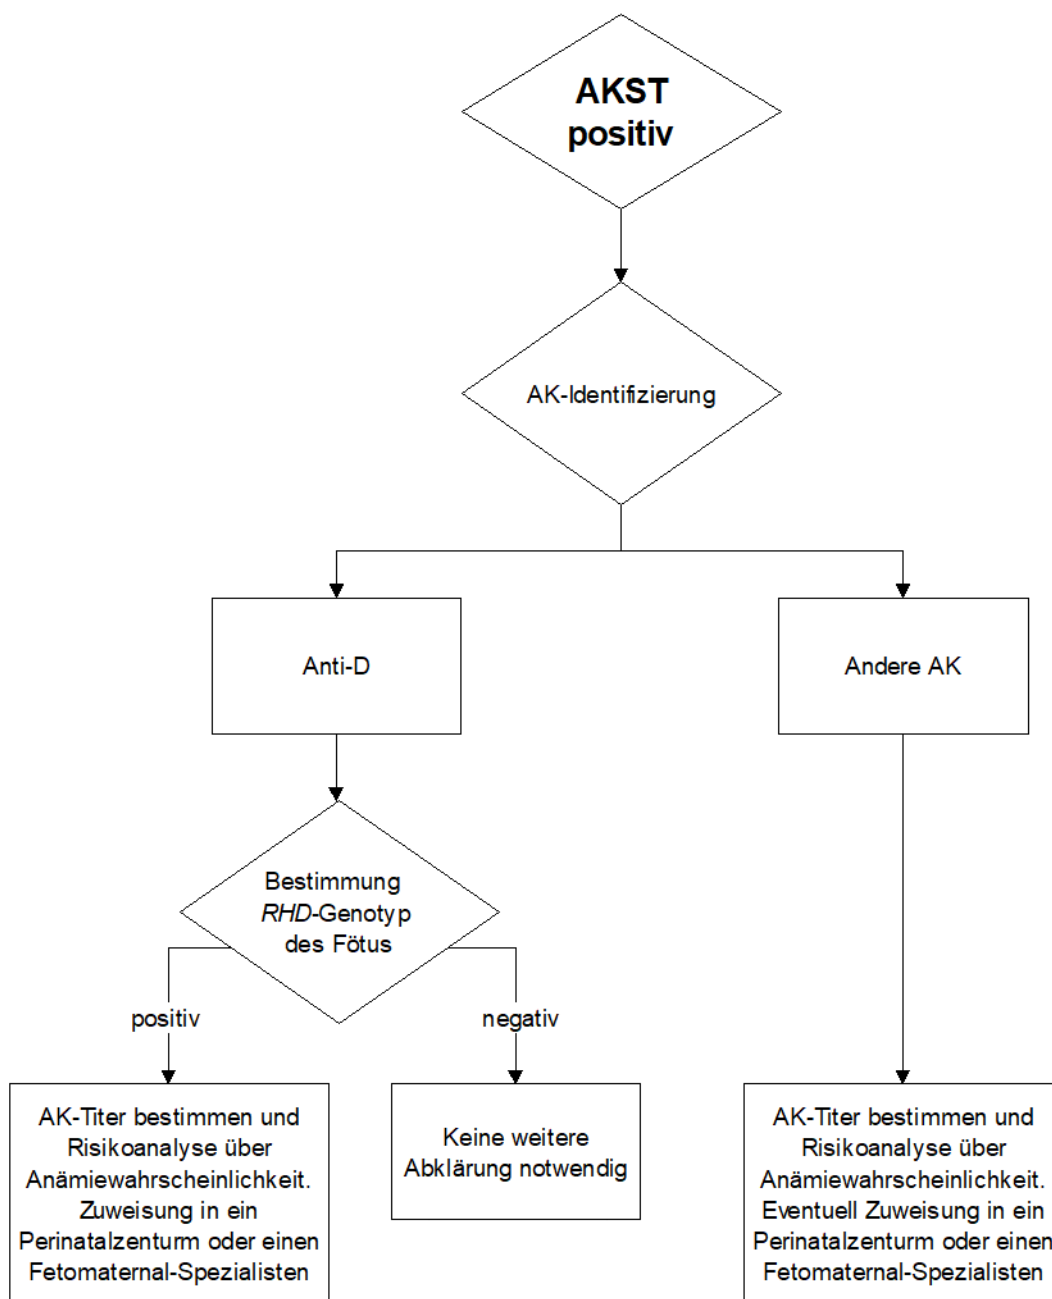 AKST
positiv
AK-Identifizierung
Anti-D
Andere AK
Bestimmung
RHD-Genotyp
des Fötus
positiv
negativ
AK-Titer bestimmen und
Risikoanalyse über
Anämiewahrscheinlichkeit.
Zuweisung in ein
Perinatalzenturm oder einen
Fetomaternal-Spezialisten
Keine weitere
Abklärung notwendig
AK-Titer bestimmen und
Risikoanalyse über
Anämiewahrscheinlichkeit.
Eventuell Zuweisung in ein
Perinatalzenturm oder einen
Fetomaternal-Spezialisten